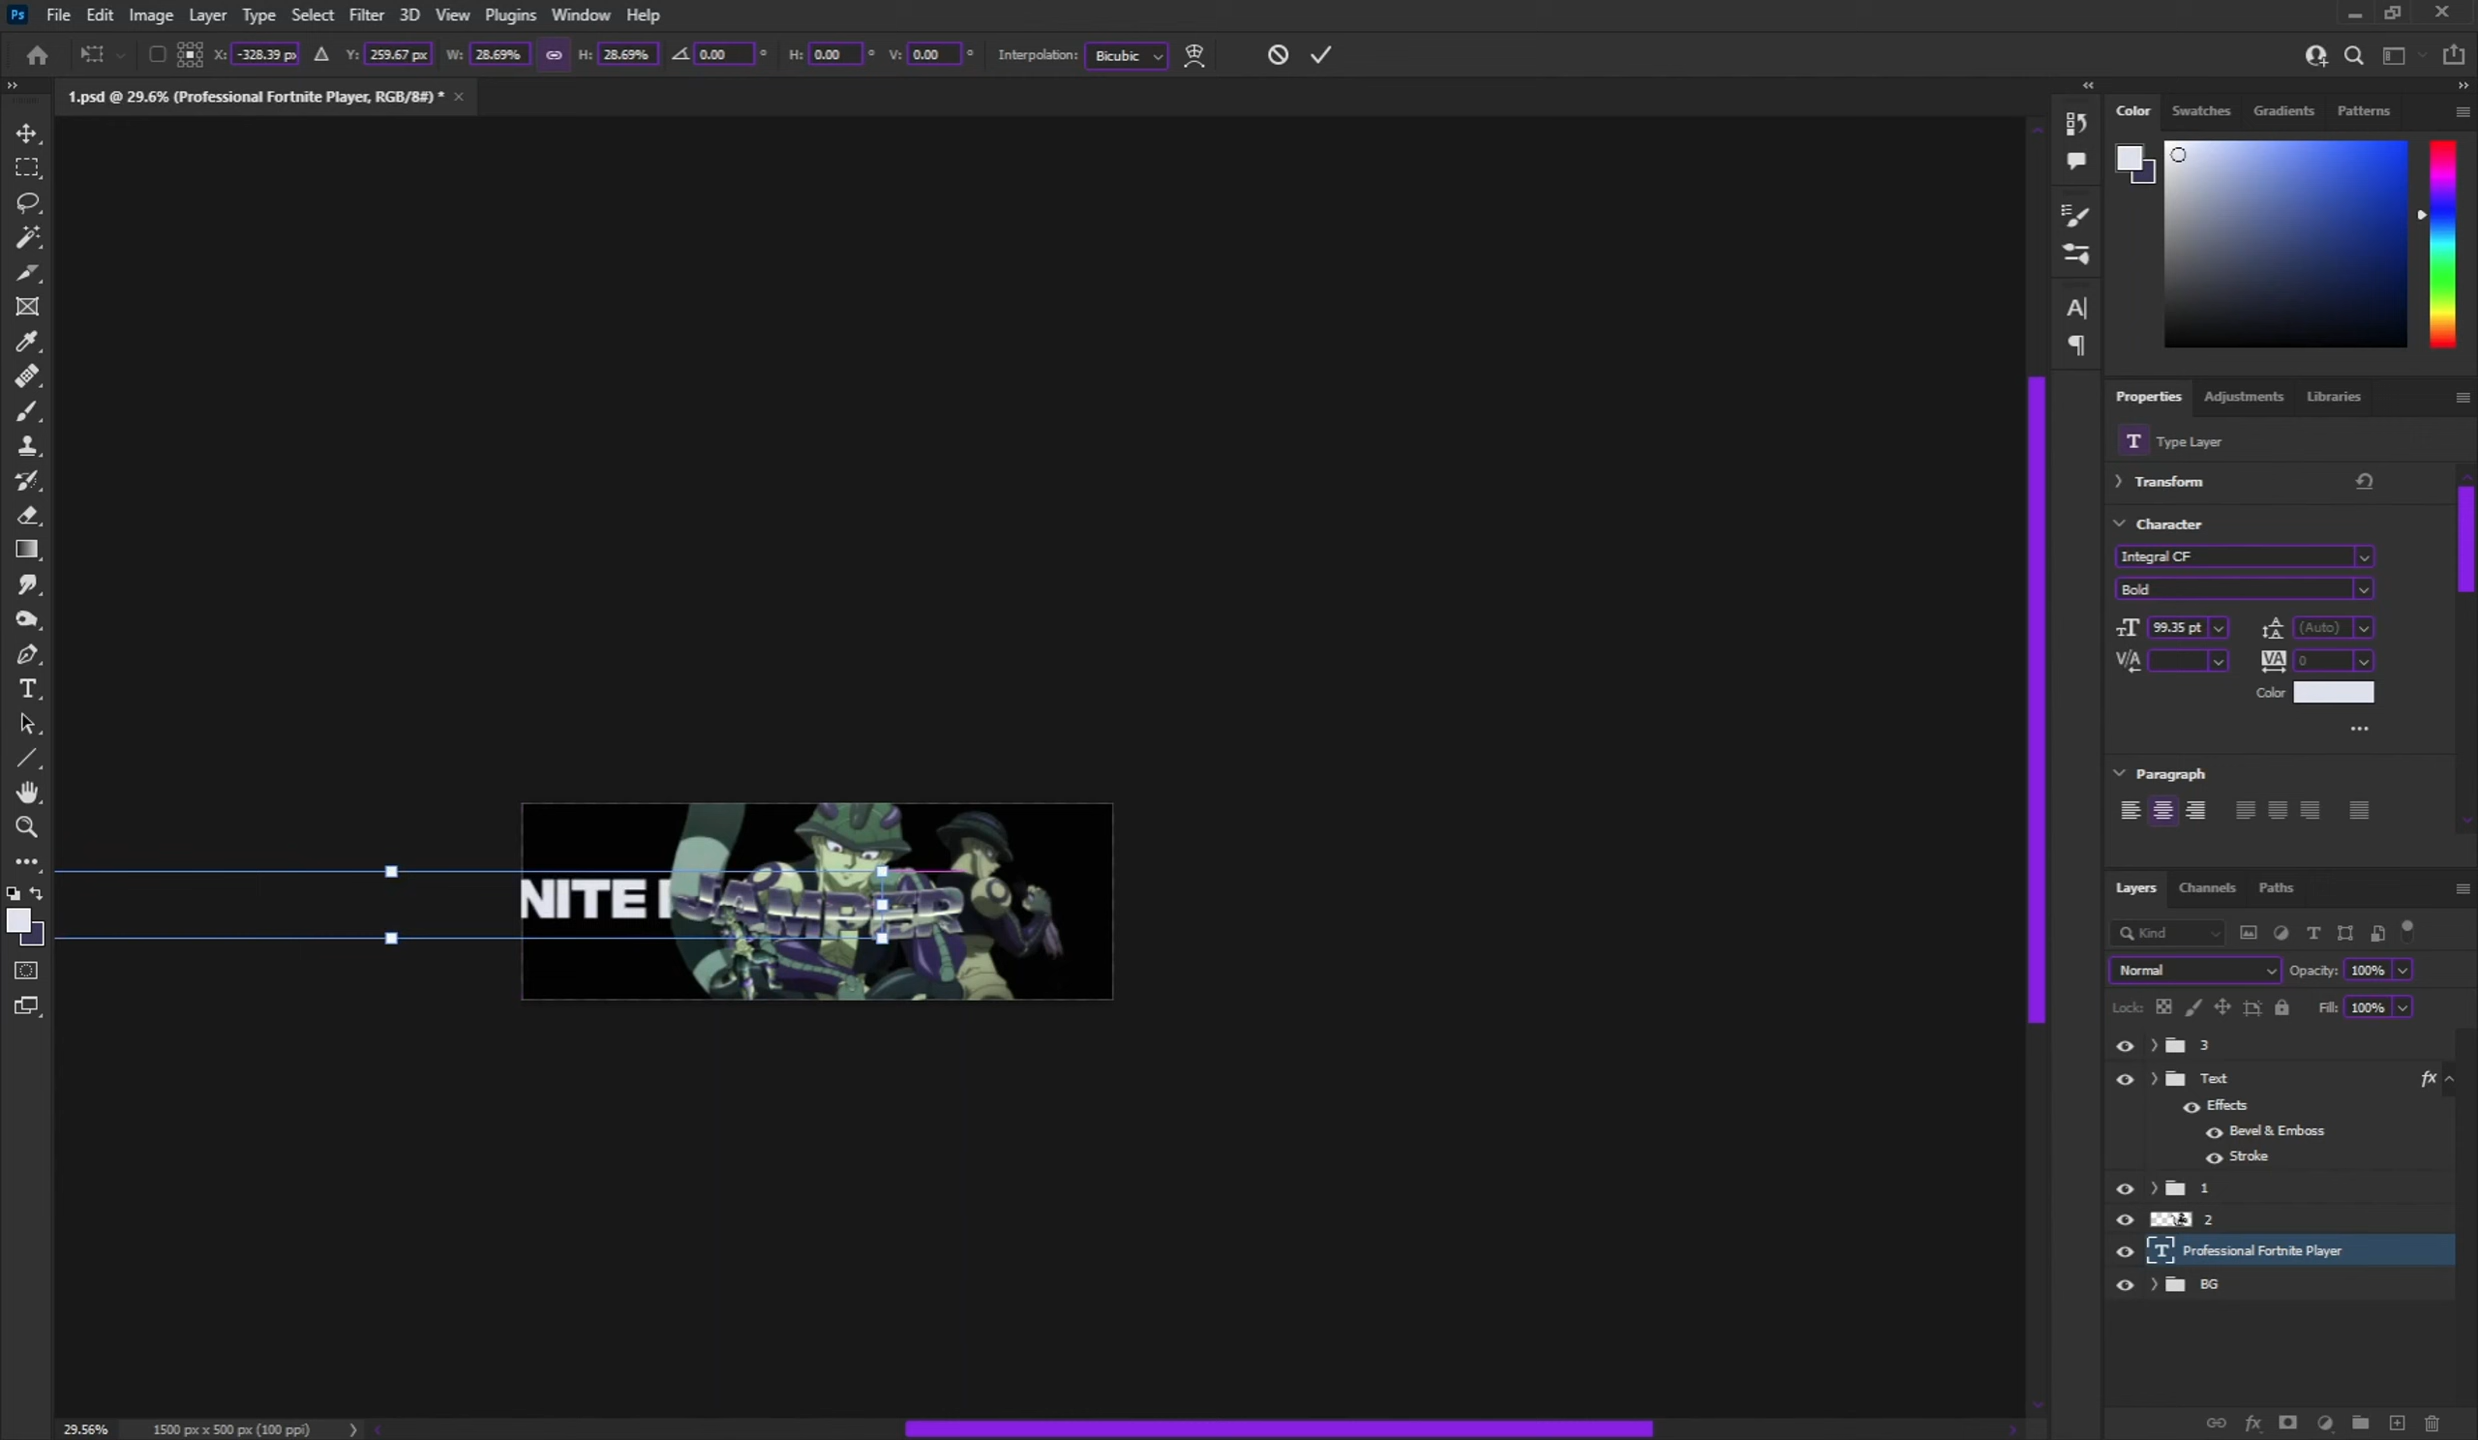 Ps File Edit Image Layer Type Select Filter 3D View Plugins Window Help
X: -328.39 px Y: 259.67 px W: 28.69% H: 28.69% 0.00 ° H: 0.00 ° V: 0.00 ° Interpolation: Bicubic
1.psd @ 29.6% (Professional Fortnite Player, RGB/8#) * ×
Color Swatches Gradients Patterns
Properties Adjustments Libraries
T Type Layer
Transform
Character
Integral CF
Bold
99.35 pt (Auto)
V/A VA 0
Color
Paragraph
NITE
JAMPER
Layers Channels Paths
Kind
Normal Opacity: 100%
Lock: Fill: 100%
3
Text fx
Effects
Bevel & Emboss
Stroke
1
2
T Professional Fortnite Player
BG
29.56% 1500 px x 500 px (100 ppi)